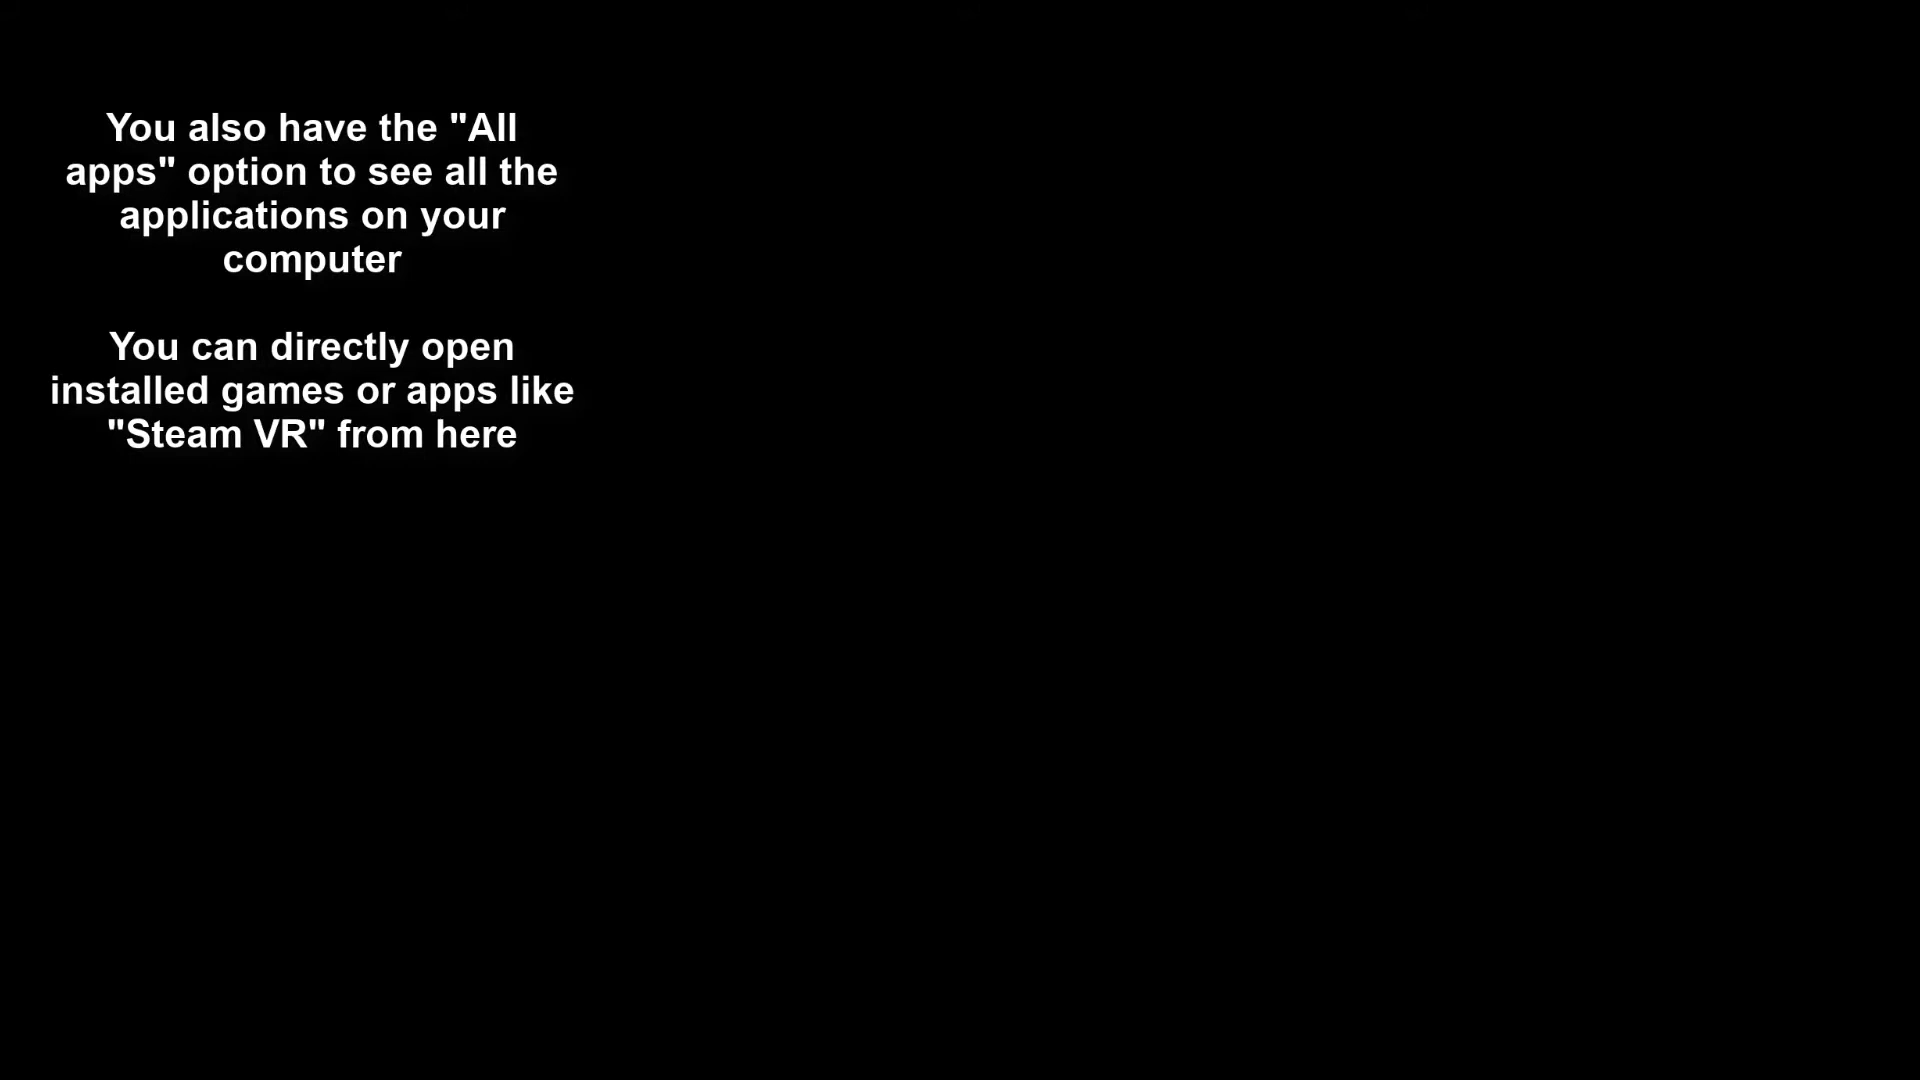 You also have the "All
apps" option to see all the
applications on your
computer
You can directly open
installed games or apps like
"Steam VR" from here